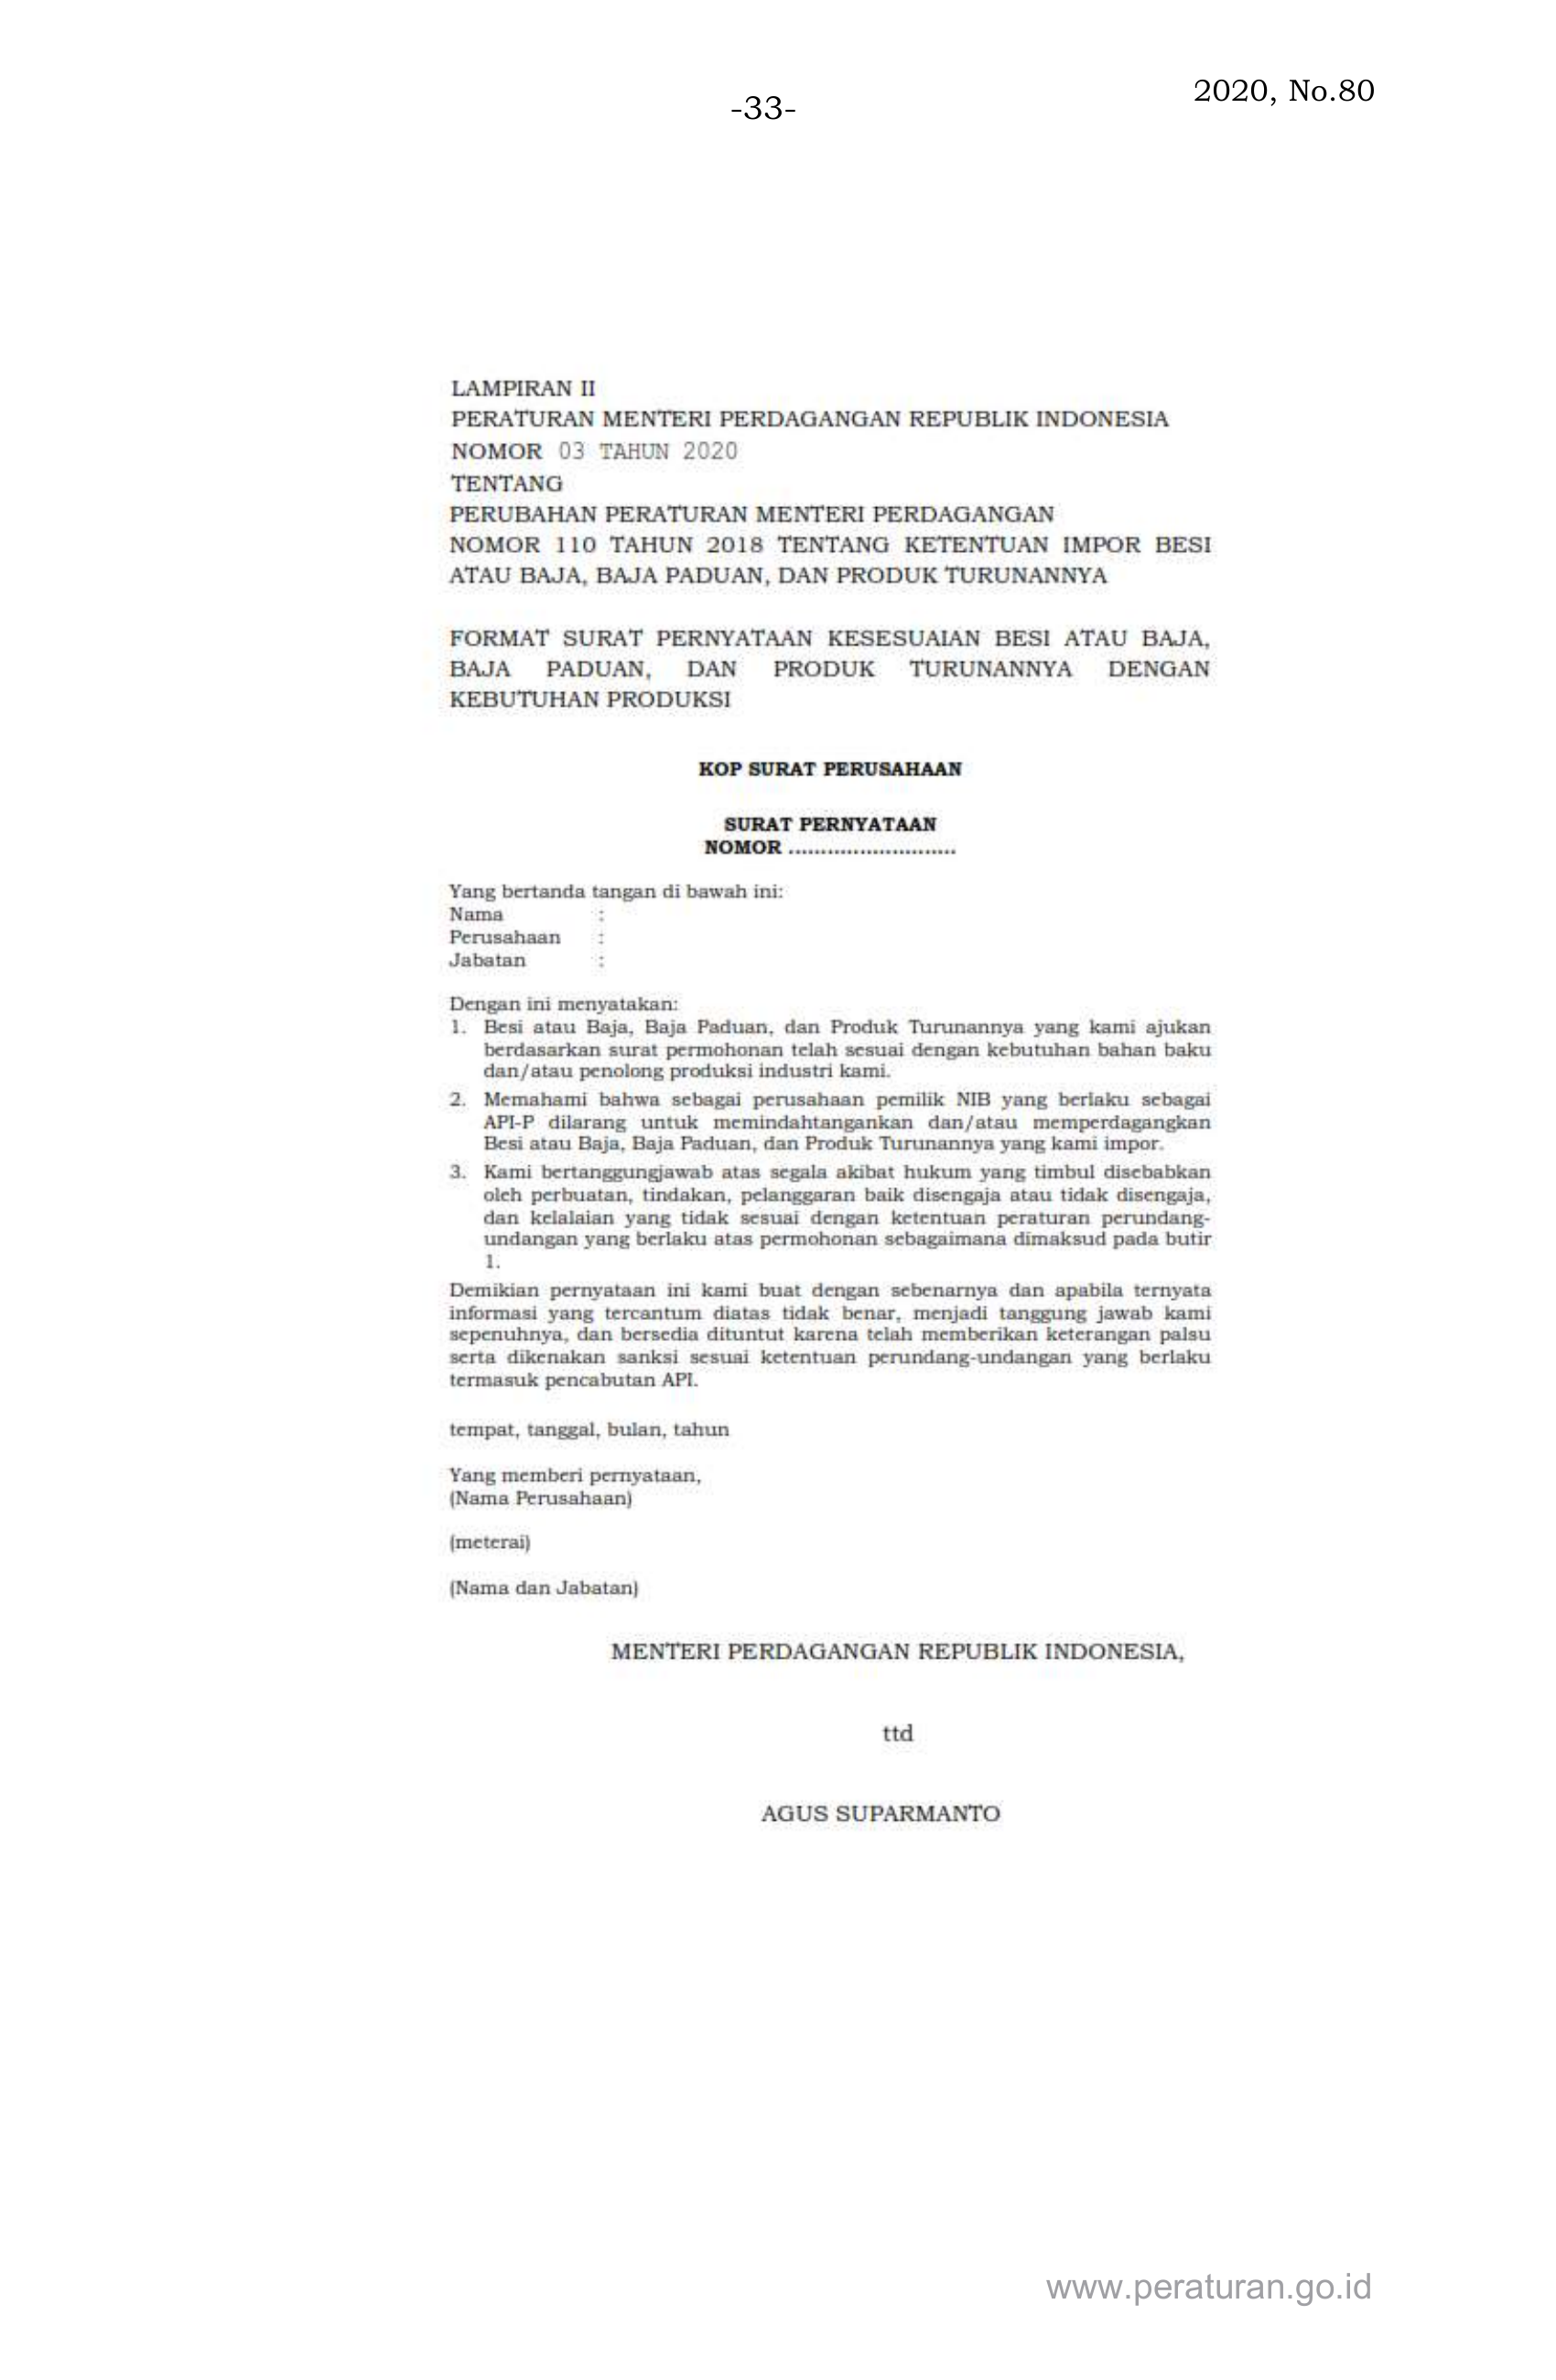 2020, No.80
-33-
LAMPIRAN II
PERATURAN MENTERI PERDAGANGAN REPUBLIK INDONESIA
NOMOR 03 TAHUN 2020
TENTANG
PERUBAHAN PERATURAN MENTERI PERDAGANGAN
NOMOR 110 TAHUN 2018 TENTANG KETENTUAN IMPOR BESI
ATAU BAJA, BAJA PADUAN, DAN PRODUK TURUNANNYA
FORMAT SURAT PERNYATAAN KESESUAIAN BESI ATAU BAJA,
BAJA PADUAN, DAN PRODUK TURUNANNYA DENGAN
KEBUTUHAN PRODUKSI
KOP SURAT PERUSAHAAN
SURAT PERNYATAAN
NOMOR ..........................
Yang bertanda tangan di bawah ini:
Nama :
Perusahaan :
Jabatan :
Dengan ini menyatakan:
1. Besi atau Baja, Baja Paduan, dan Produk Turunannya yang kami ajukan
berdasarkan surat permohonan telah sesuai dengan kebutuhan bahan baku
dan/atau penolong produksi industri kami.
2. Memahami bahwa sebagai perusahaan pemilik NIB yang berlaku sebagai
API-P dilarang untuk memindahtangankan dan/atau memperdagangkan
Besi atau Baja, Baja Paduan, dan Produk Turunannya yang kami impor.
3. Kami bertanggungjawab atas segala akibat hukum yang timbul disebabkan
oleh perbuatan, tindakan, pelanggaran baik disengaja atau tidak disengaja,
dan kelalaian yang tidak sesuai dengan ketentuan peraturan perundang-
undangan yang berlaku atas permohonan sebagaimana dimaksud pada butir
1.
Demikian pernyataan ini kami buat dengan sebenarnya dan apabila ternyata
informasi yang tercantum diatas tidak benar, menjadi tanggung jawab kami
sepenuhnya, dan bersedia dituntut karena telah memberikan keterangan palsu
serta dikenakan sanksi sesuai ketentuan perundang-undangan yang berlaku
termasuk pencabutan API.
tempat, tanggal, bulan, tahun
Yang memberi pernyataan,
(Nama Perusahaan)
(meterai)
(Nama dan Jabatan)
MENTERI PERDAGANGAN REPUBLIK INDONESIA,
ttd
AGUS SUPARMANTO
www.peraturan.go.id